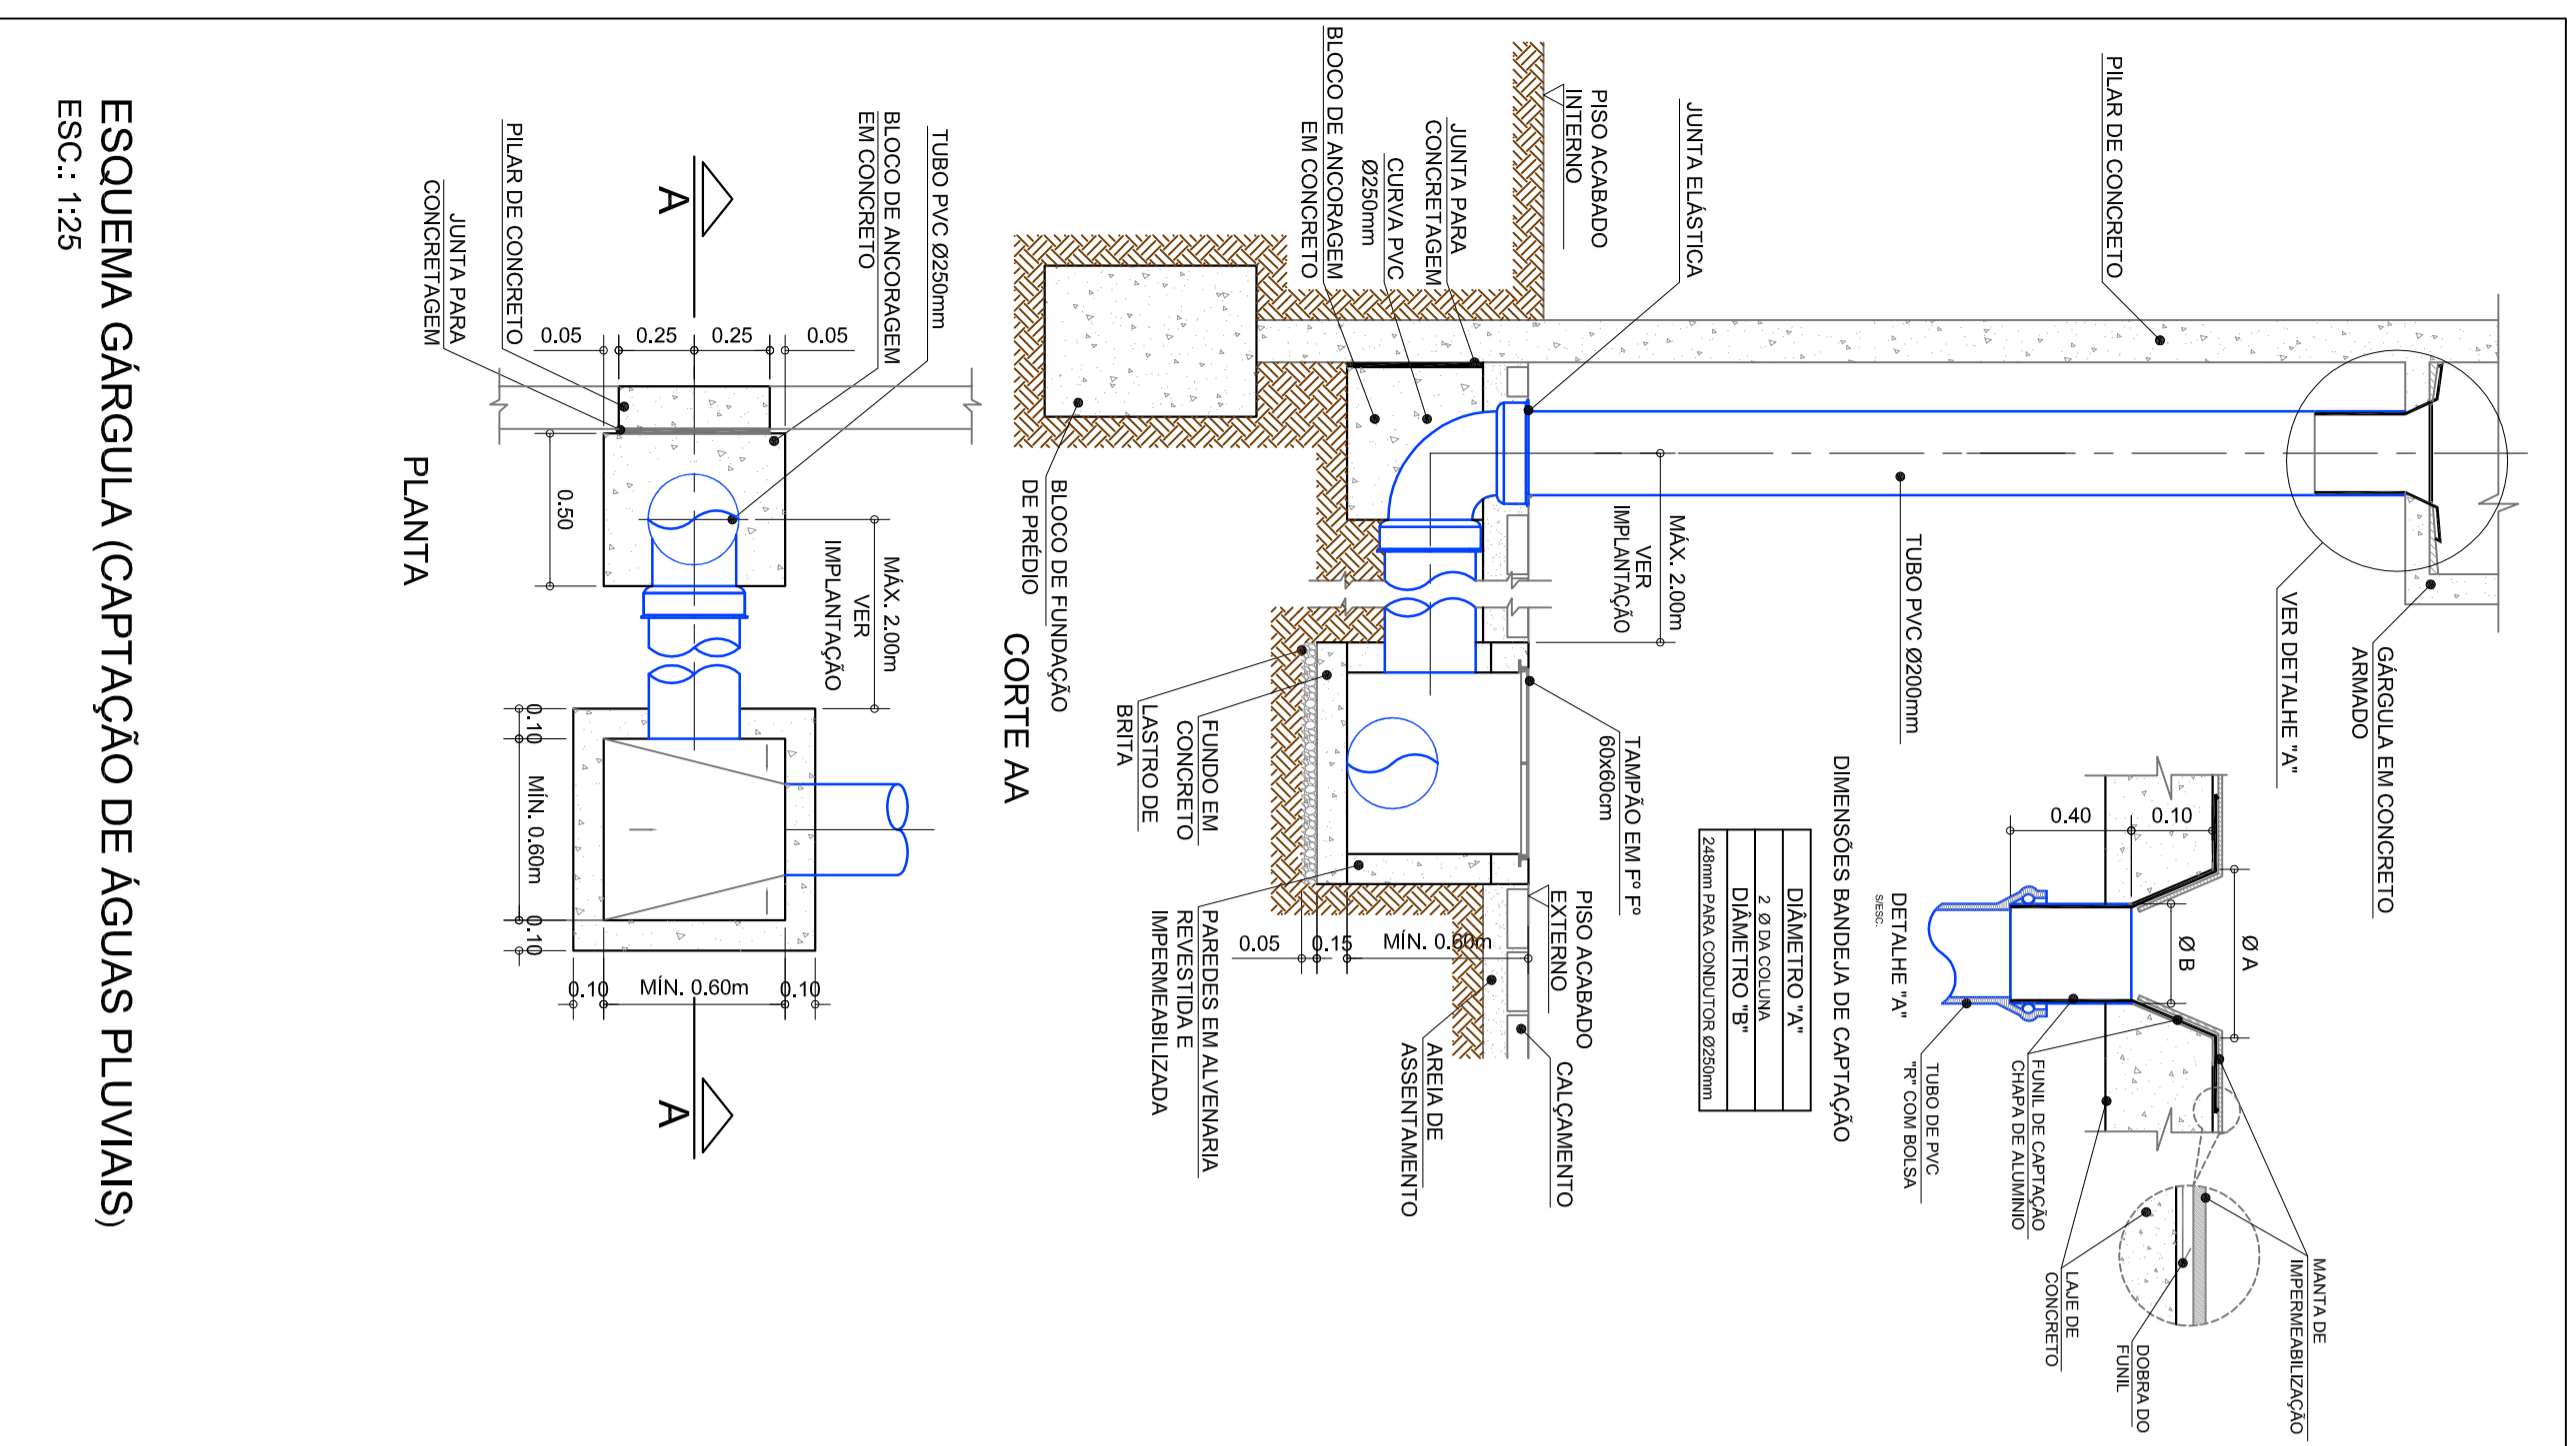 PILAR DE CONCRETO
GÁRGULA EM CONCRETO
ARMADO
VER DETALHE "A"
TUBO PVC Ø200mm
JUNTA ELÁSTICA
PISO ACABADO
INTERNO
JUNTA PARA
CONCRETAGEM
CURVA PVC
Ø250mm
BLOCO DE ANCORAGEM
EM CONCRETO
MÁX. 2.00m
VER
IMPLANTAÇÃO
BLOCO DE FUNDAÇÃO
DE PRÉDIO
TAMPÃO EM Fº Fº
60x60cm
FUNDO EM
CONCRETO
LASTRO DE
BRITA
PISO ACABADO
EXTERNO
CALÇAMENTO
AREIA DE
ASSENTAMENTO
PAREDES EM ALVENARIA
REVESTIDA E
IMPERMEABILIZADA
MÍN. 0.60m
0.15
0.05
CORTE AA
0.40
0.10
Ø A
Ø B
MANTA DE
IMPERMEABILIZAÇÃO
DOBRA DO
FUNIL
LAJE DE
CONCRETO
FUNIL DE CAPTAÇÃO
CHAPA DE ALUMINIO
TUBO DE PVC
"R" COM BOLSA
DETALHE "A"
S/ESC.
DIMENSÕES BANDEJA DE CAPTAÇÃO
DIÂMETRO "A"
2 Ø DA COLUNA
DIÂMETRO "B"
248mm PARA CONDUTOR Ø250mm
TUBO PVC Ø250mm
BLOCO DE ANCORAGEM
EM CONCRETO
PILAR DE CONCRETO
JUNTA PARA
CONCRETAGEM
A
A
0.05
0.25
0.25
0.05
0.50
MÁX. 2.00m
VER
IMPLANTAÇÃO
0.10
MÍN. 0.60m
0.10
0.10
MÍN. 0.60m
0.10
PLANTA
ESQUEMA GÁRGULA (CAPTAÇÃO DE ÁGUAS PLUVIAIS)
ESC.: 1:25